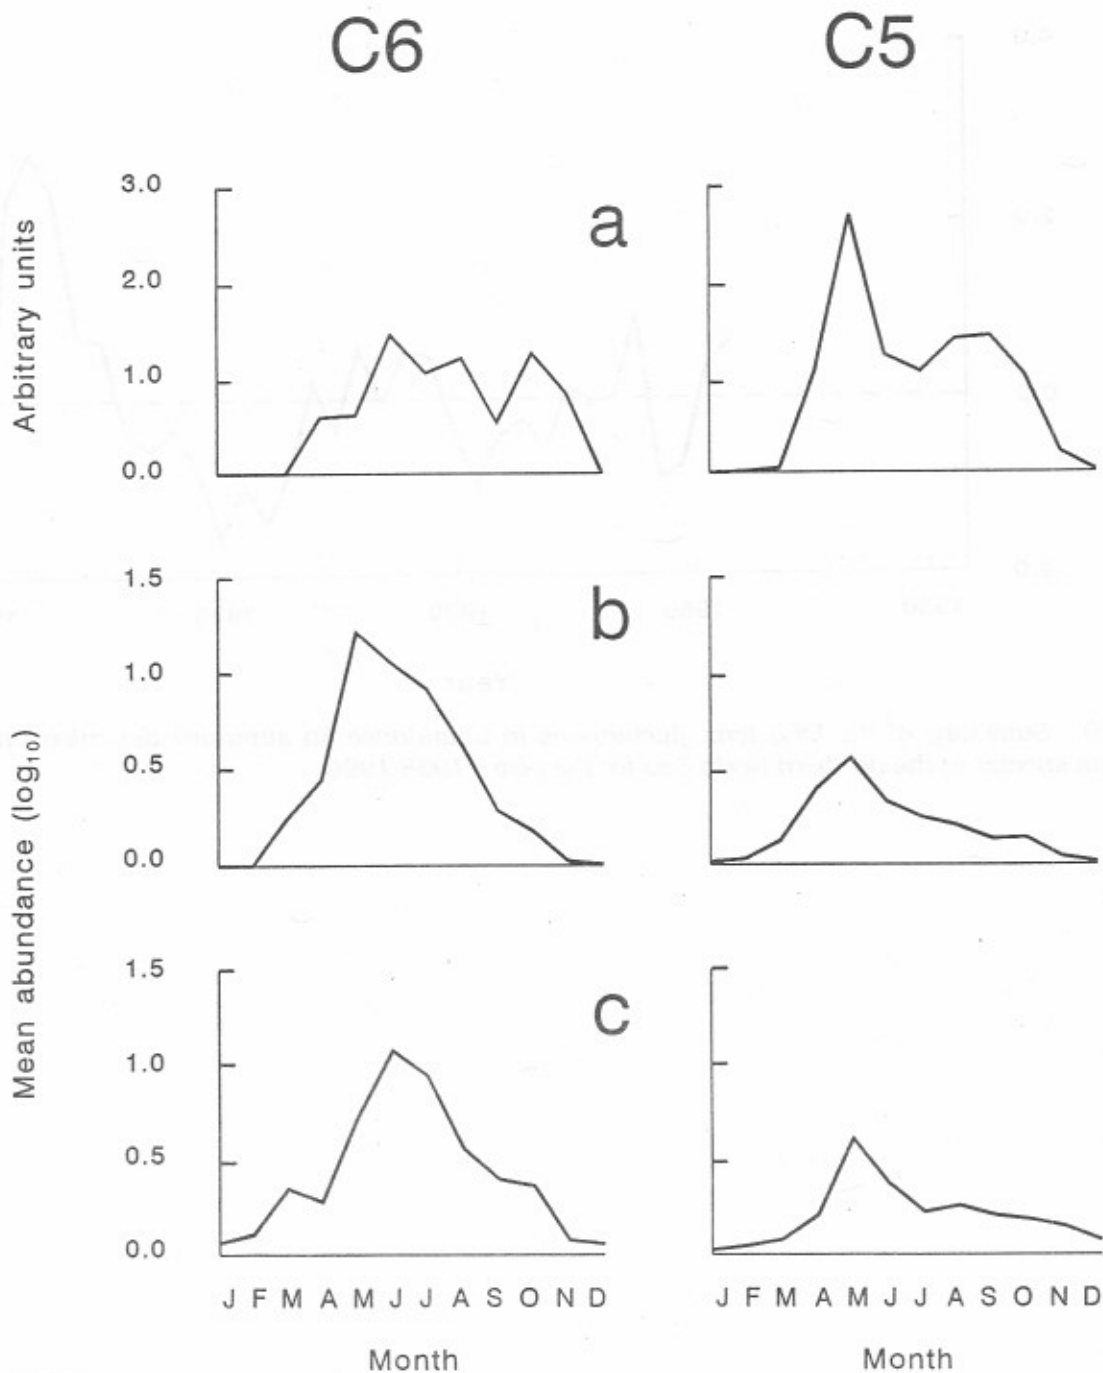 C6 C5
3.0
2.0
1.0
0.0
Arbitrary units
a
1.5
1.0
0.5
0.0
b
Mean abundance (log₁₀)
1.5
1.0
0.5
0.0
c
J F M A M J J A S O N D J F M A M J J A S O N D
Month Month